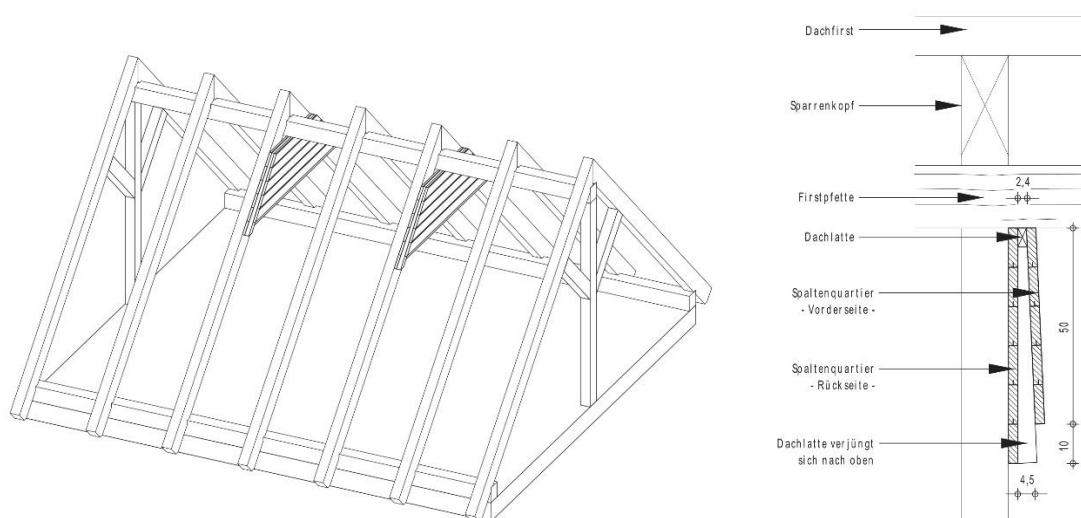 Dachfirst
Sparrenkopf
Firstpfette
2,4
Dachlatte
Spaltenquartier
- Vorderseite -
50
Spaltenquartier
- Rückseite -
Dachlatte verjüngt
sich nach oben
10
4,5